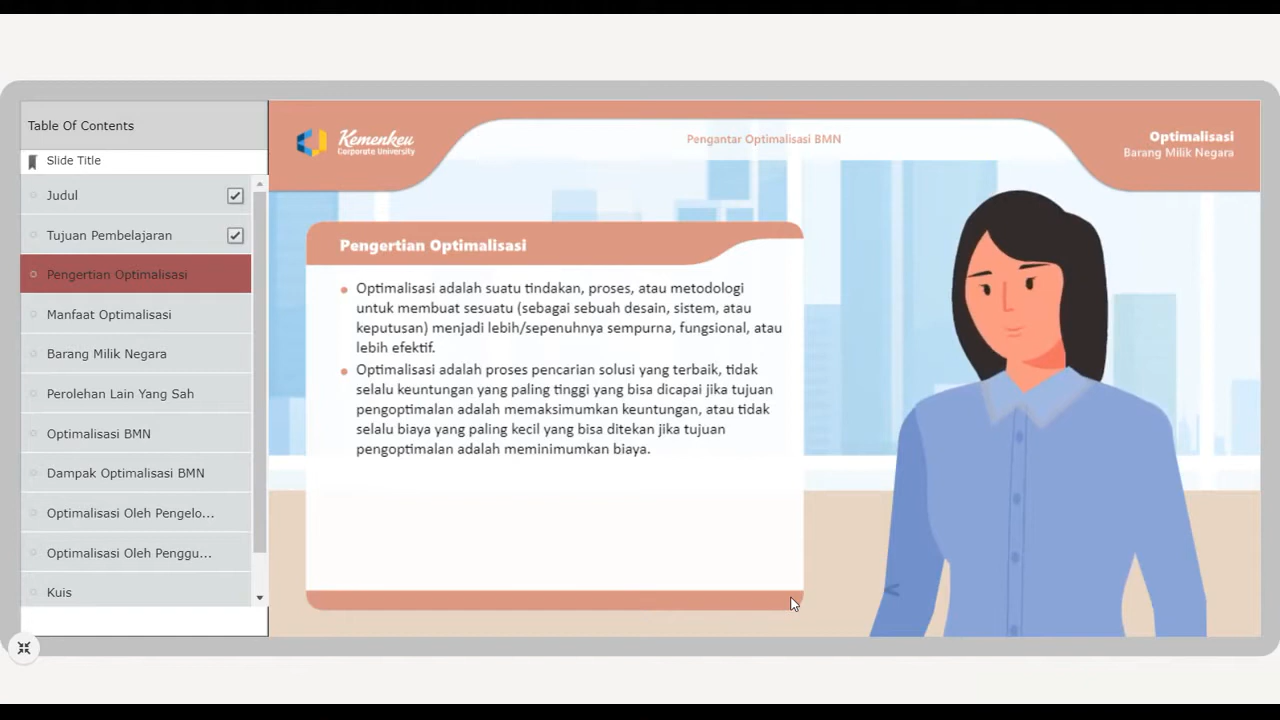 Table Of Contents
Slide Title
Judul
Tujuan Pembelajaran
Pengertian Optimalisasi
Manfaat Optimalisasi
Barang Milik Negara
Perolehan Lain Yang Sah
Optimalisasi BMN
Dampak Optimalisasi BMN
Optimalisasi Oleh Pengelo...
Optimalisasi Oleh Penggu...
Kuis
Kemenkeu
Corporate University
Pengantar Optimalisasi BMN
Optimalisasi
Barang Milik Negara
Pengertian Optimalisasi
Optimalisasi adalah suatu tindakan, proses, atau metodologi
untuk membuat sesuatu (sebagai sebuah desain, sistem, atau
keputusan) menjadi lebih/sepenuhnya sempurna, fungsional, atau
lebih efektif.
Optimalisasi adalah proses pencarian solusi yang terbaik, tidak
selalu keuntungan yang paling tinggi yang bisa dicapai jika tujuan
pengoptimalan adalah memaksimumkan keuntungan, atau tidak
selalu biaya yang paling kecil yang bisa ditekan jika tujuan
pengoptimalan adalah meminimumkan biaya.